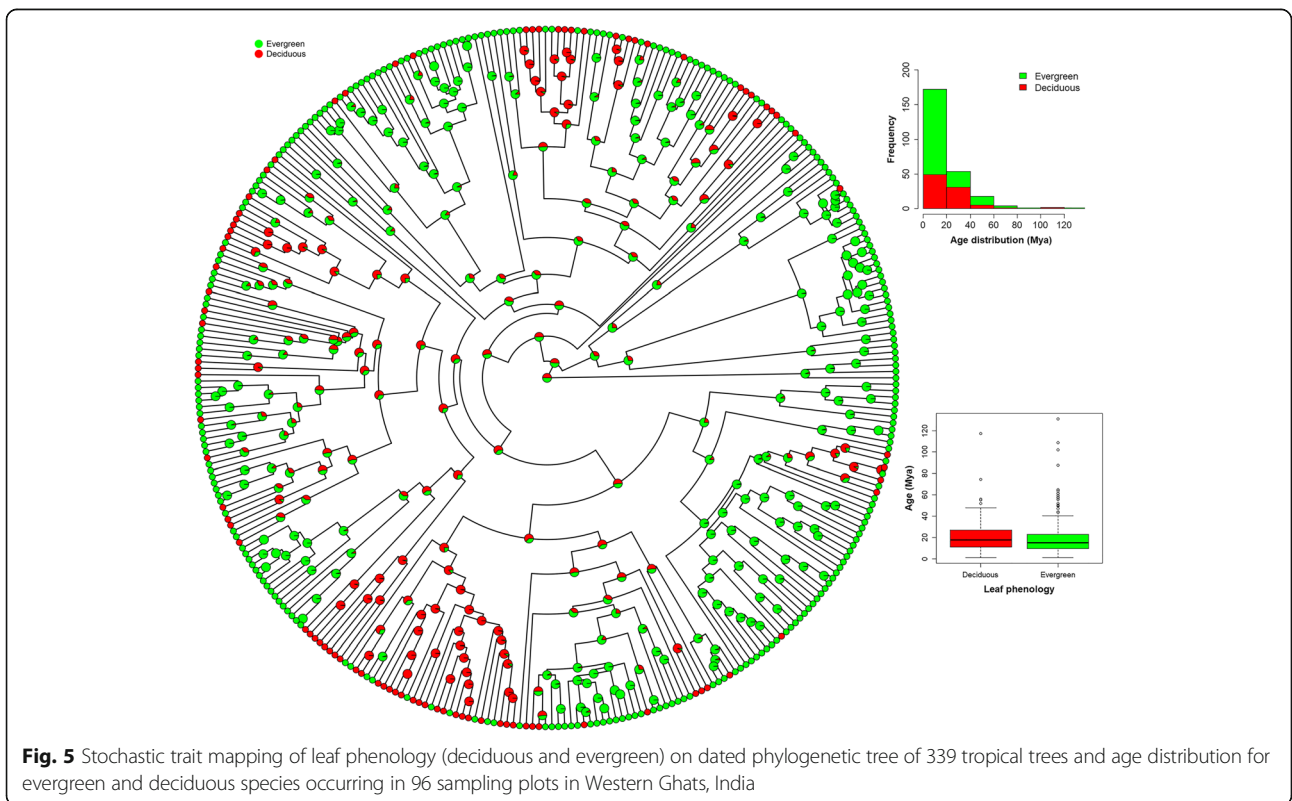 Evergreen
Deciduous
Frequency
200
150
100
50
0
Evergreen
Deciduous
0 20 40 60 80 100 120
Age distribution (Mya)
Age (Mya)
120
100
80
60
40
20
0
Deciduous Evergreen
Leaf phenology
Fig. 5 Stochastic trait mapping of leaf phenology (deciduous and evergreen) on dated phylogenetic tree of 339 tropical trees and age distribution for
evergreen and deciduous species occurring in 96 sampling plots in Western Ghats, India